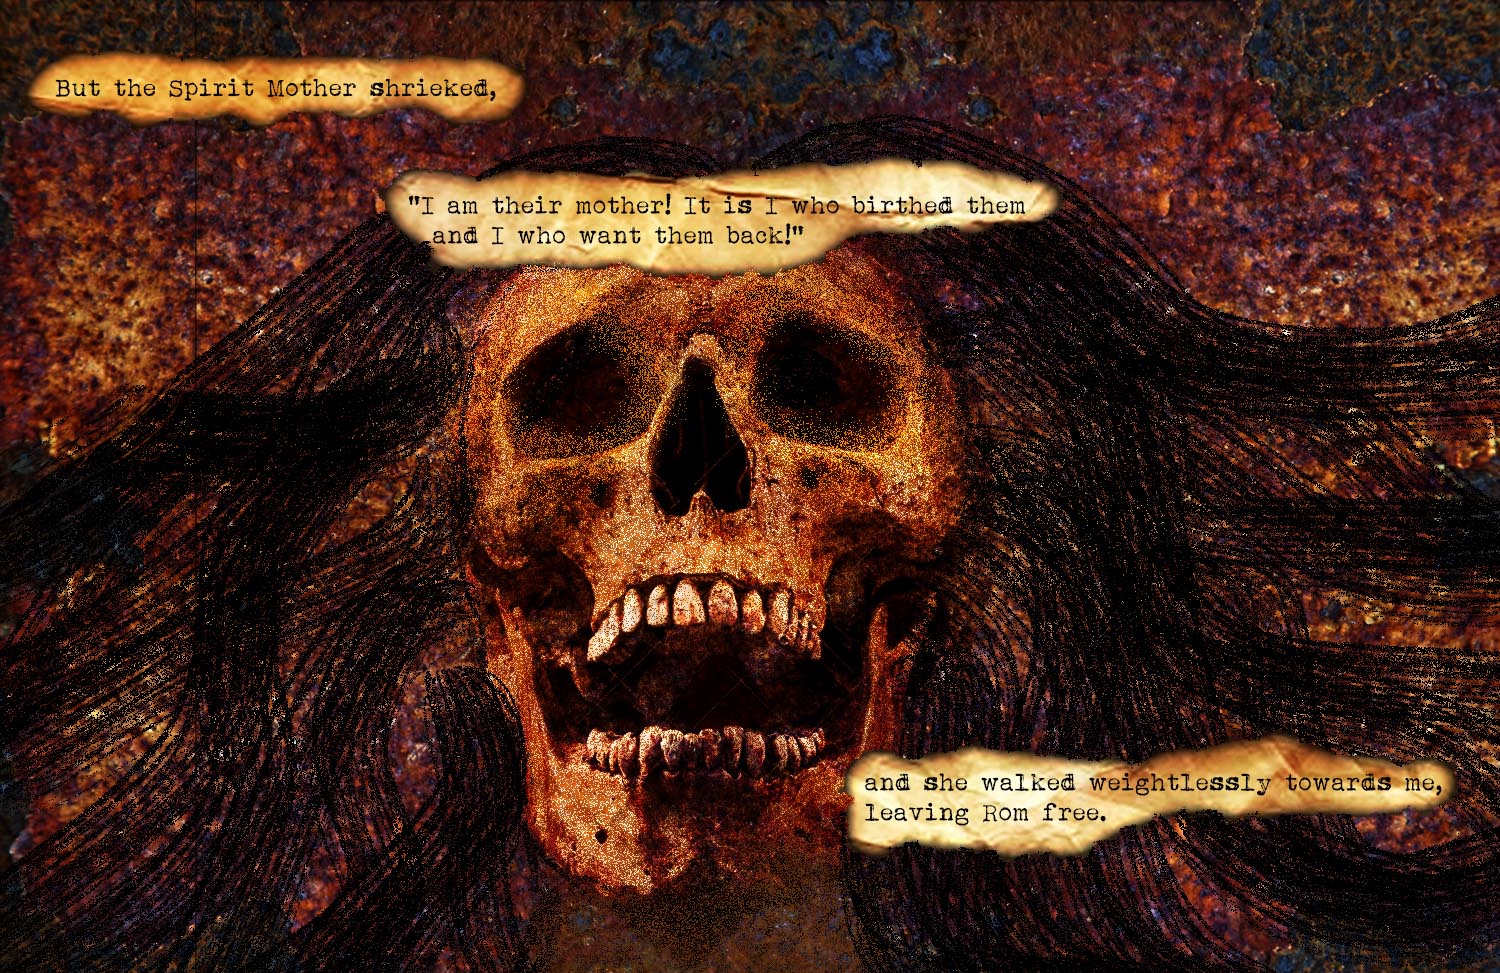 But the Spirit Mother shrieked,
"I am their mother! It is I who birthed them
and I who want them back!"
and she walked weightlessly towards me,
leaving Rom free.